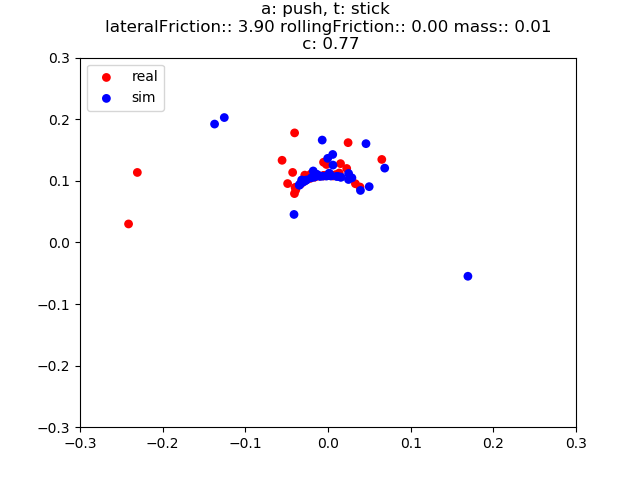 a: push, t: stick
lateralFriction:: 3.90 rollingFriction:: 0.00 mass:: 0.01
c: 0.77
real
sim
0.3
0.2
0.1
0.0
−0.1
−0.2
−0.3
−0.3
−0.2
−0.1
0.0
0.1
0.2
0.3